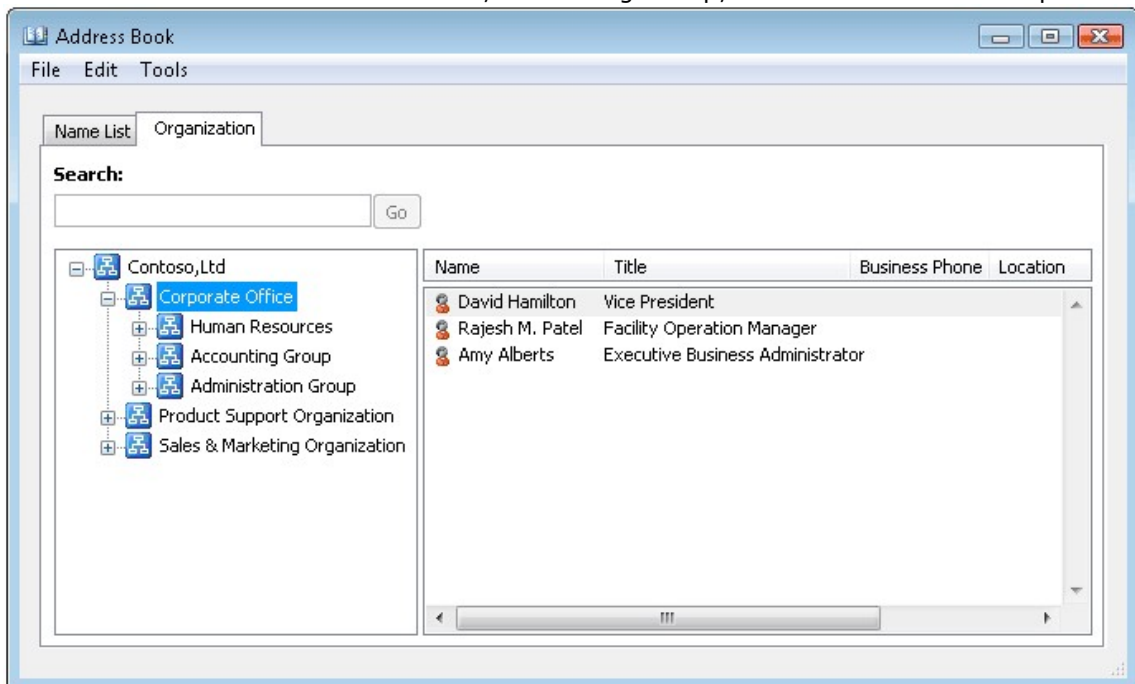 Address Book
File Edit Tools
Name List Organization
Search:
Go
Contoso,Ltd
Corporate Office
Human Resources
Accounting Group
Administration Group
Product Support Organization
Sales & Marketing Organization
Name Title Business Phone Location
David Hamilton Vice President
Rajesh M. Patel Facility Operation Manager
Amy Alberts Executive Business Administrator